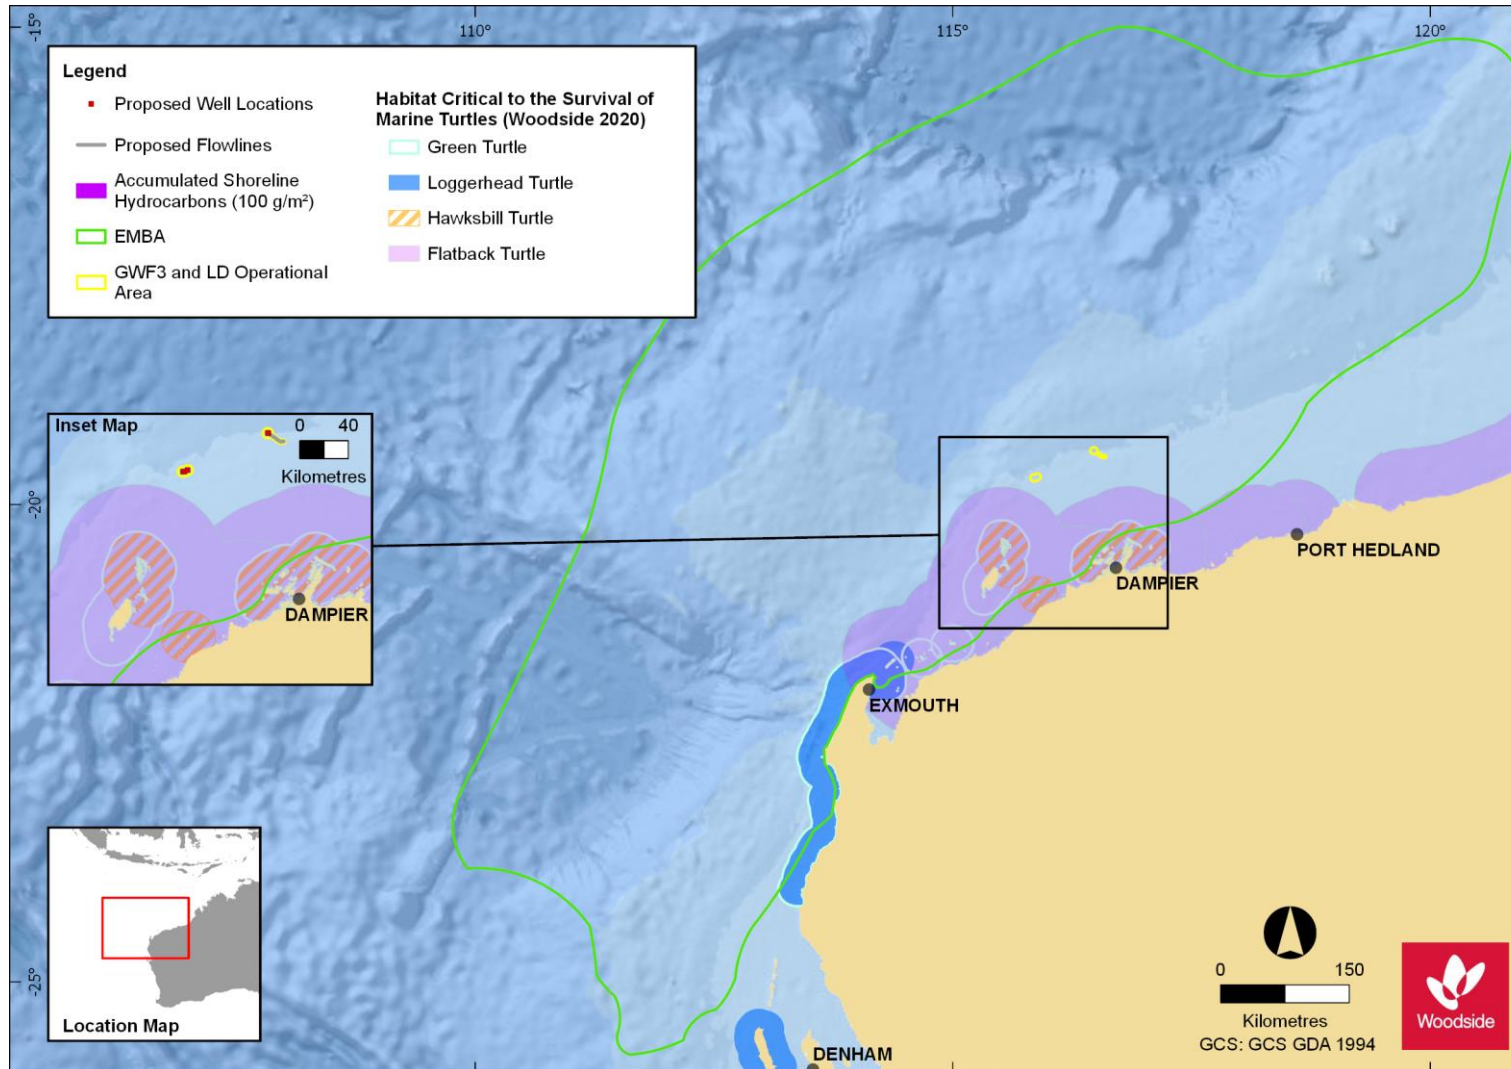 110°
115°
120°
-15°
-20°
-25°
Legend
Proposed Well Locations
Proposed Flowlines
Accumulated Shoreline
Hydrocarbons (100 g/m²)
EMBA
GWF3 and LD Operational
Area
Habitat Critical to the Survival of
Marine Turtles (Woodside 2020)
Green Turtle
Loggerhead Turtle
Hawksbill Turtle
Flatback Turtle
Inset Map
0 40
Kilometres
DAMPIER
PORT HEDLAND
DAMPIER
EXMOUTH
DENHAM
Location Map
0 150
Kilometres
GCS: GCS GDA 1994
Woodside